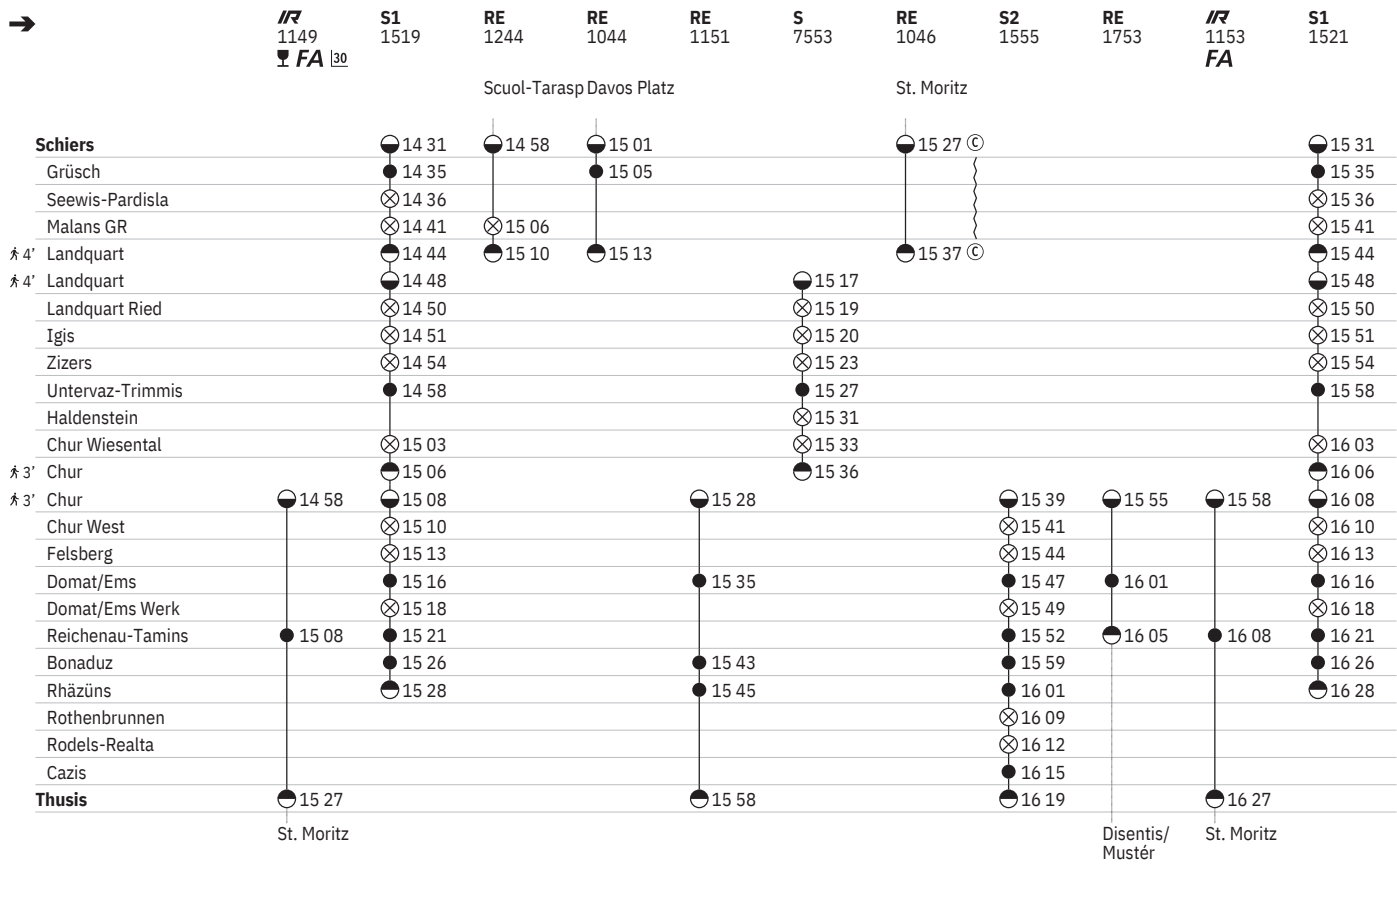 IR S1 RE RE RE S RE S2 RE IR S1
1149 1519 1244 1044 1151 7553 1046 1555 1753 1153 1521
FA 30 FA
Scuol-Tarasp Davos Platz St. Moritz
Schiers 14 31 14 58 15 01 15 27 C 15 31
Grüsch 14 35 15 05 15 35
Seewis-Pardisla 14 36 15 36
Malans GR 14 41 15 06 15 41
4' Landquart 14 44 15 10 15 13 15 37 C 15 44
4' Landquart 14 48 15 17 15 48
Landquart Ried 14 50 15 19 15 50
Igis 14 51 15 20 15 51
Zizers 14 54 15 23 15 54
Untervaz-Trimmis 14 58 15 27 15 58
Haldenstein 15 31
Chur Wiesental 15 03 15 33 16 03
3' Chur 15 06 15 36 16 06
3' Chur 14 58 15 08 15 28 15 39 15 55 15 58 16 08
Chur West 15 10 15 41 16 10
Felsberg 15 13 15 44 16 13
Domat/Ems 15 16 15 35 15 47 16 01 16 16
Domat/Ems Werk 15 18 15 49 16 18
Reichenau-Tamins 15 08 15 21 15 52 16 05 16 08 16 21
Bonaduz 15 26 15 43 15 59 16 26
Rhäzüns 15 28 15 45 16 01 16 28
Rothenbrunnen 16 09
Rodels-Realta 16 12
Cazis 16 15
Thusis 15 27 15 58 16 19 16 27
St. Moritz Disentis/ St. Moritz
Mustér